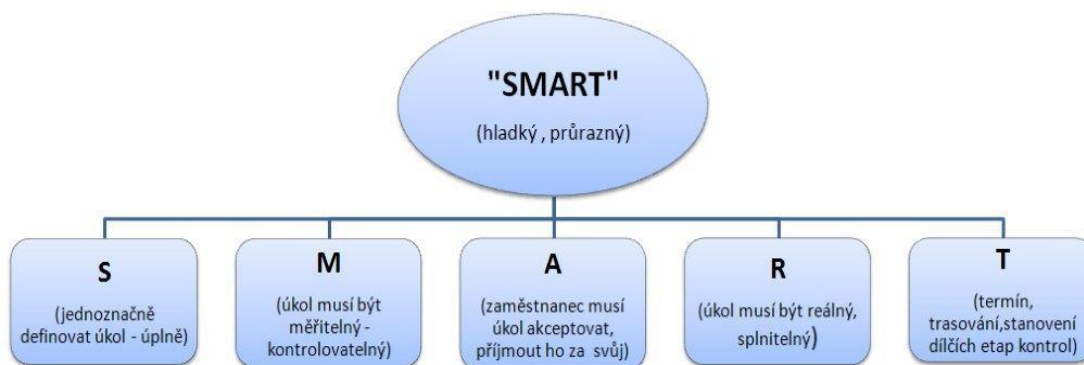 "SMART"
(hladký , průrazný)
S
(jednoznačně
definovat úkol - úplně)
M
(úkol musí být
měřitelný -
kontrolovatelný)
A
(zaměstnanec musí
úkol akceptovat,
příjmout ho za svůj)
R
(úkol musí být reálný,
splnitelný)
T
(termín,
trasování,stanovení
dílčích etap kontrol)